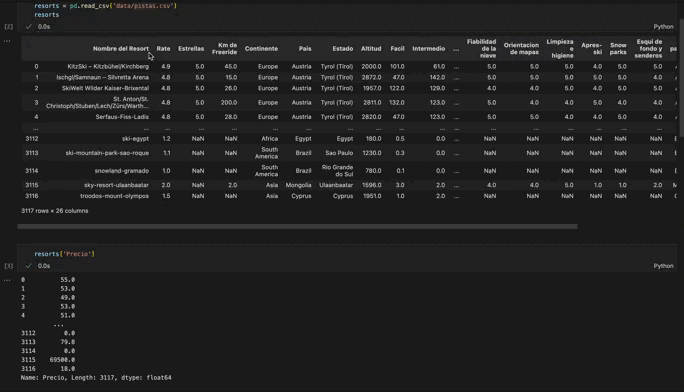 resorts = pd.read_csv('data/pistas.csv')
resorts
[2] ✓ 0.0s Python
...
Nombre del Resort Rate Estrellas Km de Freeride Continente Pais Estado Altitud Facil Intermedio ... Fiabilidad de la nieve Orientacion de mapas Limpieza e higiene Apres-ski Snow parks Esqui de fondo y senderos pa
0 KitzSki – Kitzbühel/Kirchberg 4.9 5.0 45.0 Europe Austria Tyrol (Tirol) 2000.0 101.0 61.0 ... 5.0 5.0 5.0 4.0 5.0 5.0
1 Ischgl/Samnaun – Silvretta Arena 4.8 5.0 15.0 Europe Austria Tyrol (Tirol) 2872.0 47.0 142.0 ... 5.0 5.0 5.0 5.0 5.0 4.0
2 SkiWelt Wilder Kaiser-Brixental 4.8 5.0 26.0 Europe Austria Tyrol (Tirol) 1957.0 122.0 129.0 ... 4.0 5.0 5.0 4.0 5.0 4.0
3 St. Anton/St. Christoph/Stuben/Lech/Zürs/Warth... 4.8 5.0 200.0 Europe Austria Tyrol (Tirol) 2811.0 132.0 123.0 ... 5.0 4.0 4.0 5.0 4.0 4.0
4 Serfaus-Fiss-Ladis 4.8 5.0 28.0 Europe Austria Tyrol (Tirol) 2820.0 47.0 123.0 ... 5.0 5.0 5.0 4.0 5.0 4.0
... ... ... ... ... ... ... ... ... ... ... ... ... ... ... ... ... ...
3112 ski-egypt 1.2 NaN NaN Africa Egypt Egypt 180.0 0.5 0.0 ... NaN NaN NaN NaN NaN NaN
3113 ski-mountain-park-sao-roque 1.1 NaN NaN South America Brazil Sao Paulo 1230.0 0.3 0.0 ... NaN NaN NaN NaN NaN NaN
3114 snowland-gramado 1.0 NaN NaN South America Brazil Rio Grande do Sul 780.0 0.1 0.0 ... NaN NaN NaN NaN NaN NaN
3115 sky-resort-ulaanbaatar 2.0 NaN 2.0 Asia Mongolia Ulaanbaatar 1596.0 3.0 2.0 ... 4.0 4.0 5.0 1.0 1.0 2.0
3116 troodos-mount-olympos 1.5 NaN NaN Asia Cyprus Cyprus 1951.0 1.0 2.0 ... NaN NaN NaN NaN NaN NaN
3117 rows × 26 columns
resorts['Precio']
[3] ✓ 0.0s Python
...
0 55.0
1 53.0
2 49.0
3 53.0
4 51.0
...
3112 0.0
3113 79.8
3114 0.0
3115 69500.0
3116 18.0
Name: Precio, Length: 3117, dtype: float64